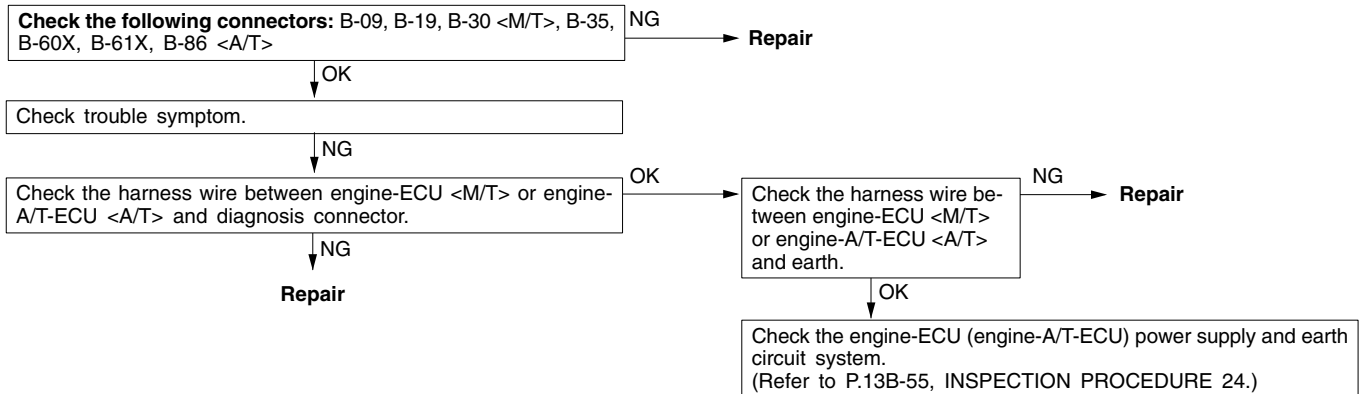 Check the following connectors: B-09, B-19, B-30 <M/T>, B-35,
B-60X, B-61X, B-86 <A/T>
NG
Repair
OK
Check trouble symptom.
NG
Check the harness wire between engine-ECU <M/T> or engine-
A/T-ECU <A/T> and diagnosis connector.
OK
NG
Repair
Check the harness wire be-
tween engine-ECU <M/T>
or engine-A/T-ECU <A/T>
and earth.
NG
Repair
OK
Check the engine-ECU (engine-A/T-ECU) power supply and earth
circuit system.
(Refer to P.13B-55, INSPECTION PROCEDURE 24.)